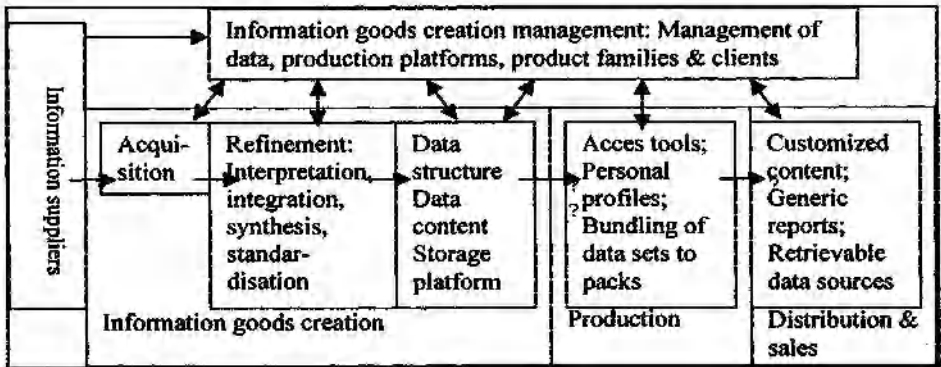 Information goods creation management: Management of
data, production platforms, product families & clients
Information suppliers
Acqui-
sition
Refinement:
Interpretation,
integration,
synthesis,
standar-
disation
Data
structure
Data
content
Storage
platform
Acces tools;
Personal
profiles;
?
Bundling of
data sets to
packs
Customized
content;
?
Generic
reports;
Retrievable
data sources
Information goods creation
Production
Distribution &
sales